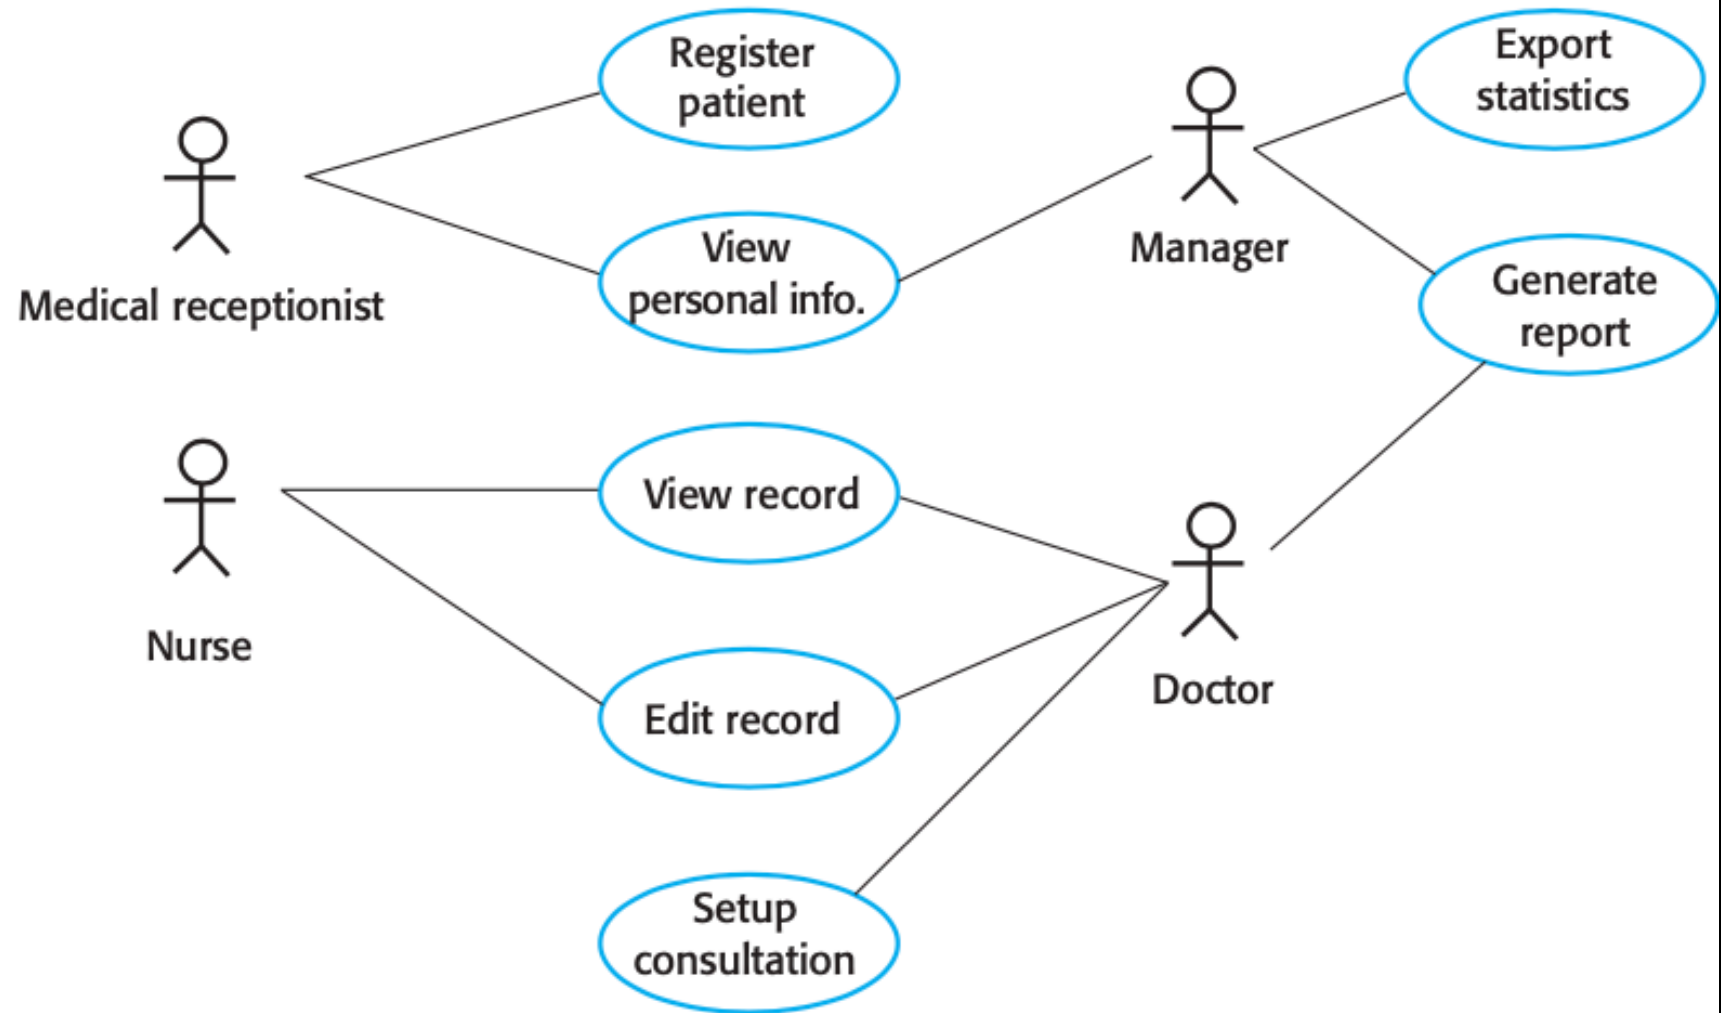 Register
patient
Export
statistics
View
personal info.
Manager
Generate
report
Medical receptionist
View record
Nurse
Edit record
Doctor
Setup
consultation